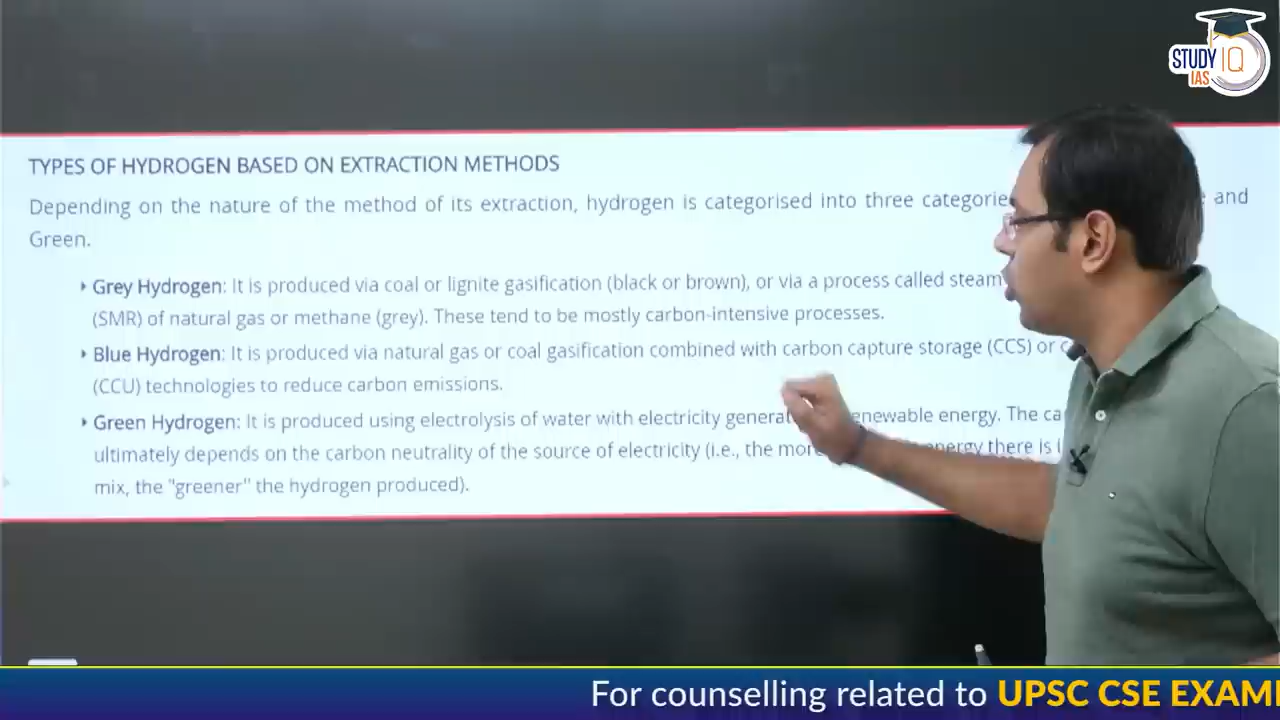 STUDY IQ
IAS
TYPES OF HYDROGEN BASED ON EXTRACTION METHODS
Depending on the nature of the method of its extraction, hydrogen is categorised into three and
Green.
Grey Hydrogen: It is produced via coal or lignite gasification (black or brown), or via a process called steam
(SMR) of natural gas or methane (grey). These tend to be mostly carbon-intensive processes.
Blue Hydrogen: It is produced via natural gas or coal gasification combined with carbon capture storage (CCS) or
(CCU) technologies to reduce carbon emissions.
Green Hydrogen: It is produced using electrolysis of water with electricity energy. The
ultimately depends on the carbon neutrality of the source of electricity (i.e., the more energy there is
mix, the "greener" the hydrogen produced).
For counselling related to UPSC CSE